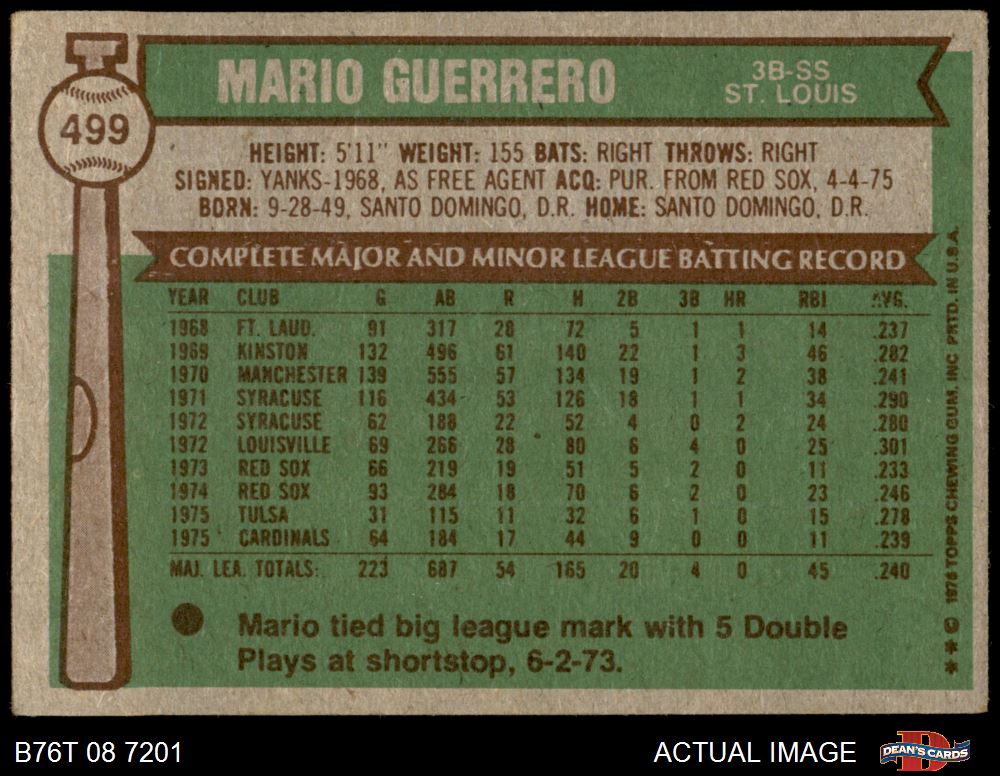 MARIO GUERRERO
3B-SS
ST. LOUIS
499
HEIGHT: 5'11" WEIGHT: 155 BATS: RIGHT THROWS: RIGHT
SIGNED: YANKS-1968, AS FREE AGENT ACQ: PUR. FROM RED SOX, 4-4-75
BORN: 9-28-49, SANTO DOMINGO, D.R. HOME: SANTO DOMINGO, D.R.
COMPLETE MAJOR AND MINOR LEAGUE BATTING RECORD
YEAR CLUB G AB R H 2B 3B HR RBI AVG.
1968 FT. LAUD. 91 317 28 72 5 1 1 14 .237
1969 KINSTON 132 496 61 140 22 1 3 46 .282
1970 MANCHESTER 139 555 57 134 19 1 2 38 .241
1971 SYRACUSE 116 434 53 126 18 1 1 34 .290
1972 SYRACUSE 62 188 22 52 4 0 2 24 .280
1972 LOUISVILLE 69 266 28 80 6 4 0 25 .301
1973 RED SOX 66 219 19 51 5 2 0 11 .233
1974 RED SOX 93 284 18 70 6 2 0 23 .246
1975 TULSA 31 115 11 32 6 1 0 15 .278
1975 CARDINALS 64 184 17 44 9 0 0 11 .239
MAJ. LEA. TOTALS: 223 687 54 165 20 4 0 45 .240
Mario tied big league mark with 5 Double
Plays at shortstop, 6-2-73.
**© 1976 TOPPS CHEWING GUM, INC PRTD. IN U.S.A.
B76T 08 7201
ACTUAL IMAGE
DEAN'S CARDS